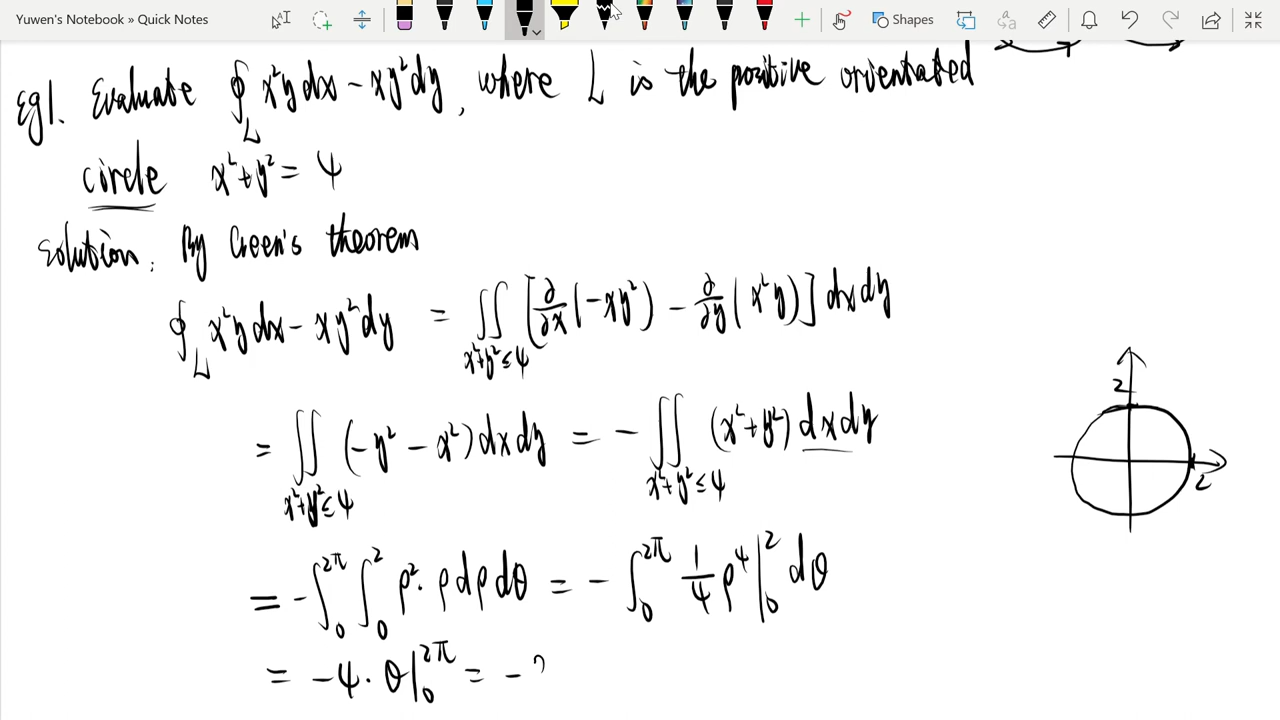 Yuwen's Notebook » Quick Notes
Shapes
Eg1. Evaluate ∮_L x²y dx − xy² dy, where L is the positive orientated
circle x²+y² = 4
Solution: By Green's theorem
∮_L x²y dx − xy² dy = ∬_{x²+y²≤4} [∂/∂x (−xy²) − ∂/∂y (x²y)] dx dy
= ∬_{x²+y²≤4} (−y² − x²) dx dy = − ∬_{x²+y²≤4} (x²+y²) dx dy
2
2
= −∫_0^{2π} ∫_0^2 ρ² · ρ dρ dθ = − ∫_0^{2π} 1/4 ρ⁴ |_0^2 dθ
= −4 · θ|_0^{2π} = −